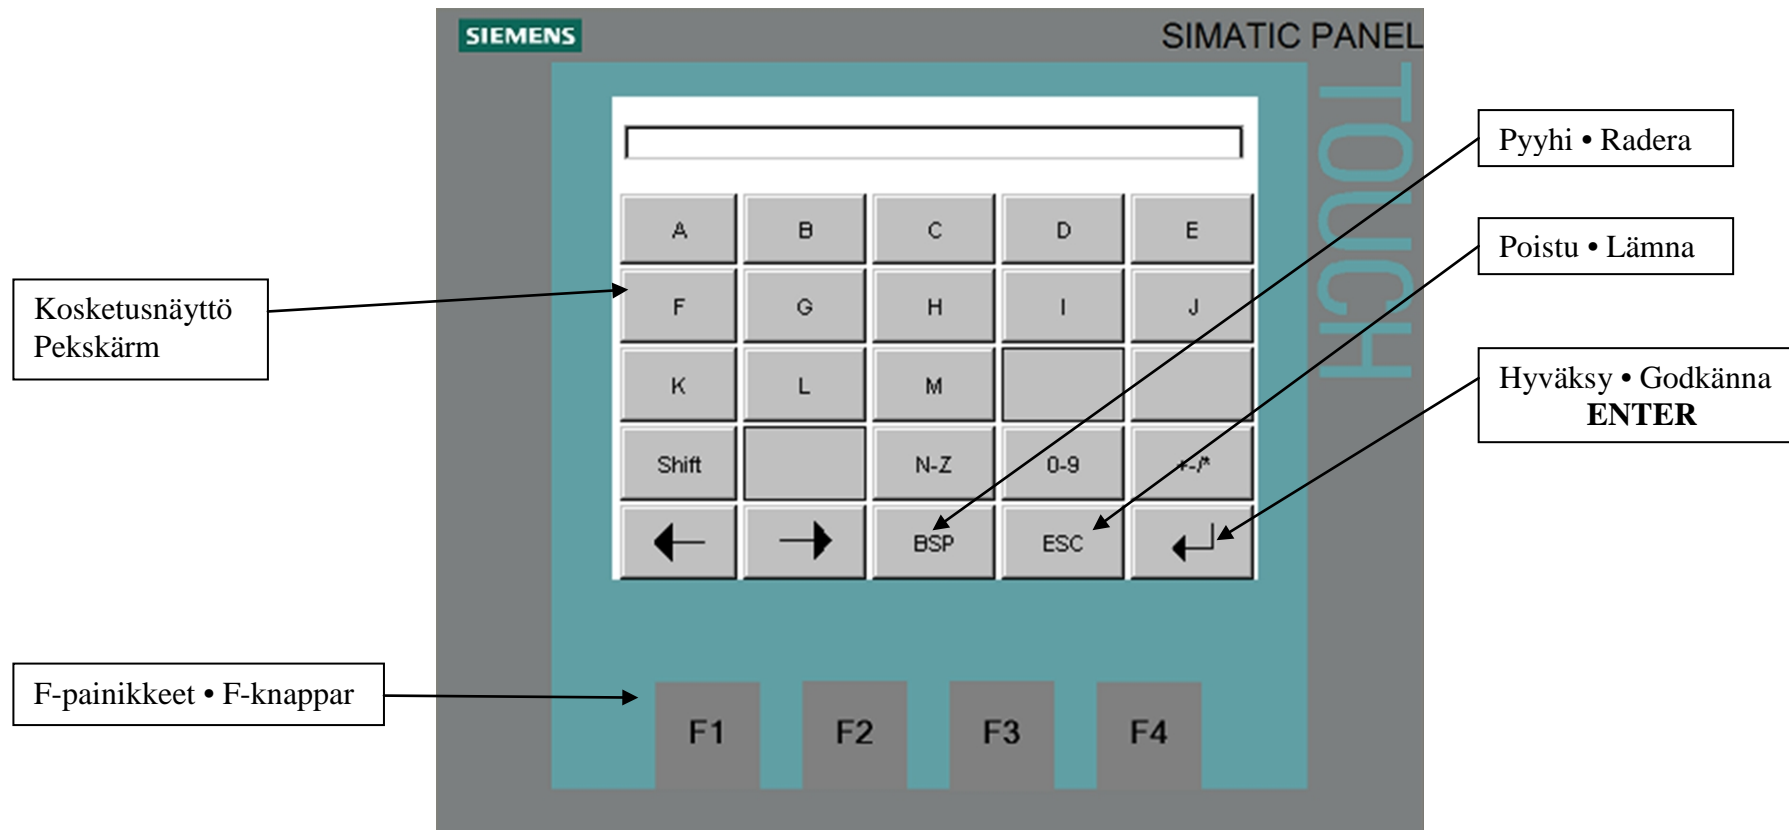 SIEMENS
SIMATIC PANEL
TOUCH
Pyyhi • Radera
Poistu • Lämna
Hyväksy • Godkänna
ENTER
Kosketusnäyttö
Pekskärm
A B C D E
F G H I J
K L M
Shift N-Z 0-9 +-/*
BSP ESC
F-painikkeet • F-knappar
F1 F2 F3 F4